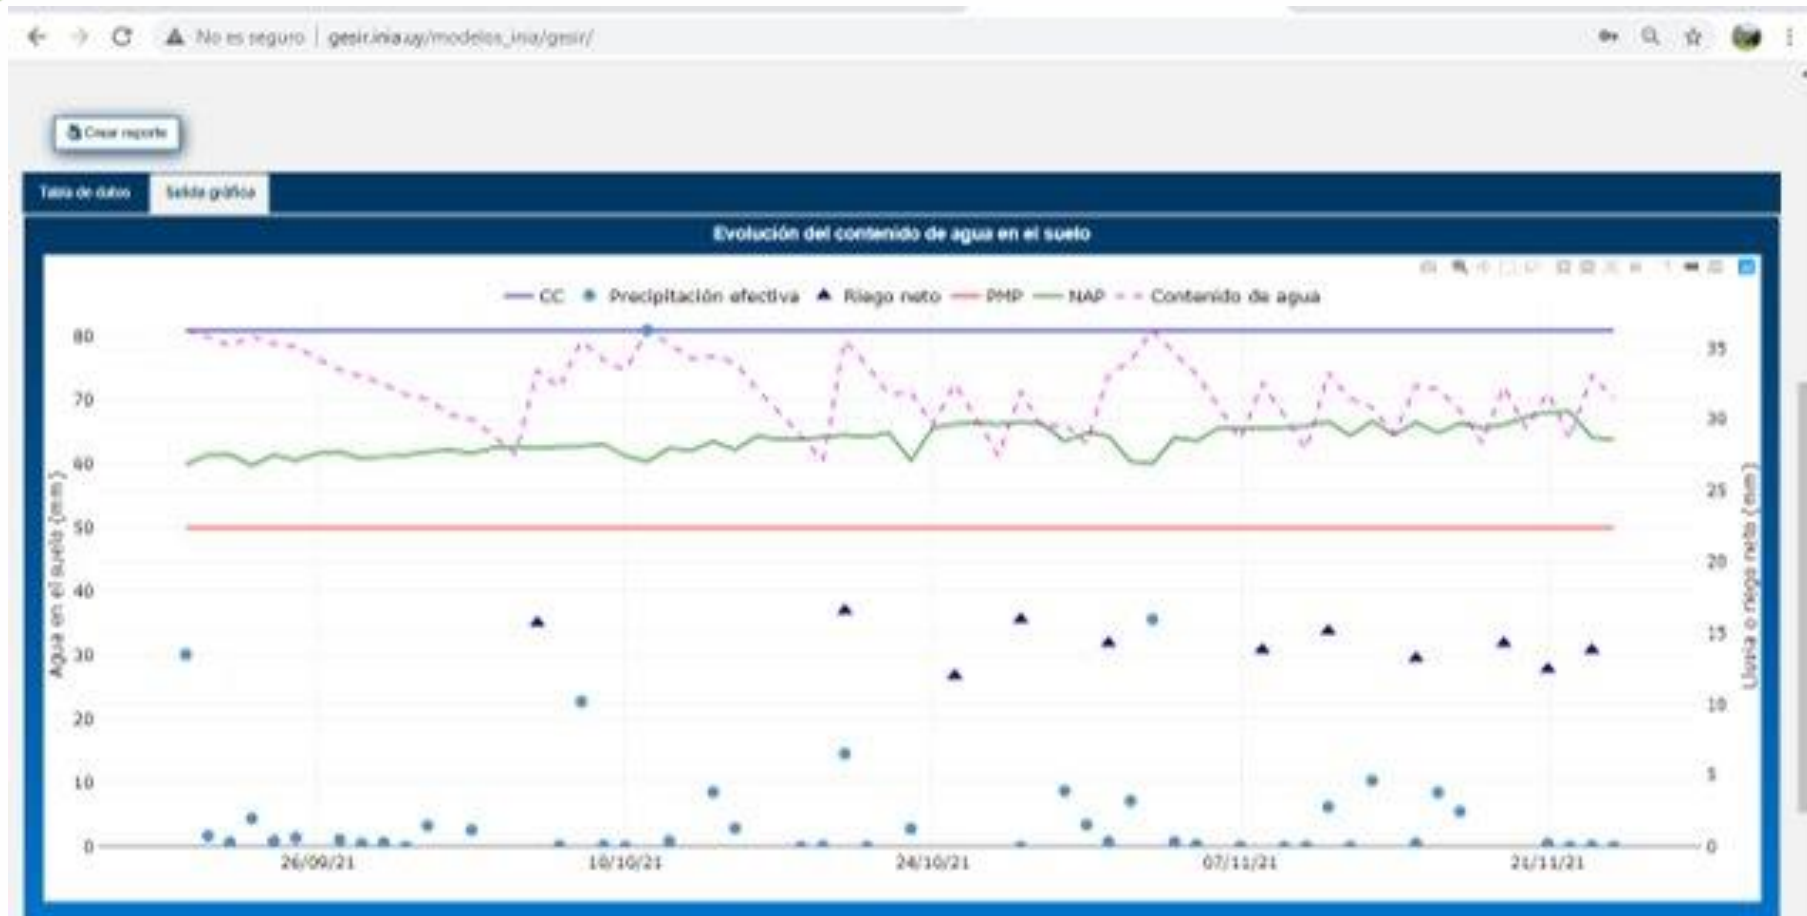 No es seguro | gesir.inia.uy/modelos_inia/gesir/
Crear reporte
Tabla de datos Salida gráfica
Evolución del contenido de agua en el suelo
CC Precipitación efectiva Riego neto PMP NAP Contenido de agua
80
70
60
50
40
30
20
10
0
Agua en el suelo (mm)
35
30
25
20
15
10
5
0
Lluvia o riego neto (mm)
26/09/21 10/10/21 24/10/21 07/11/21 21/11/21